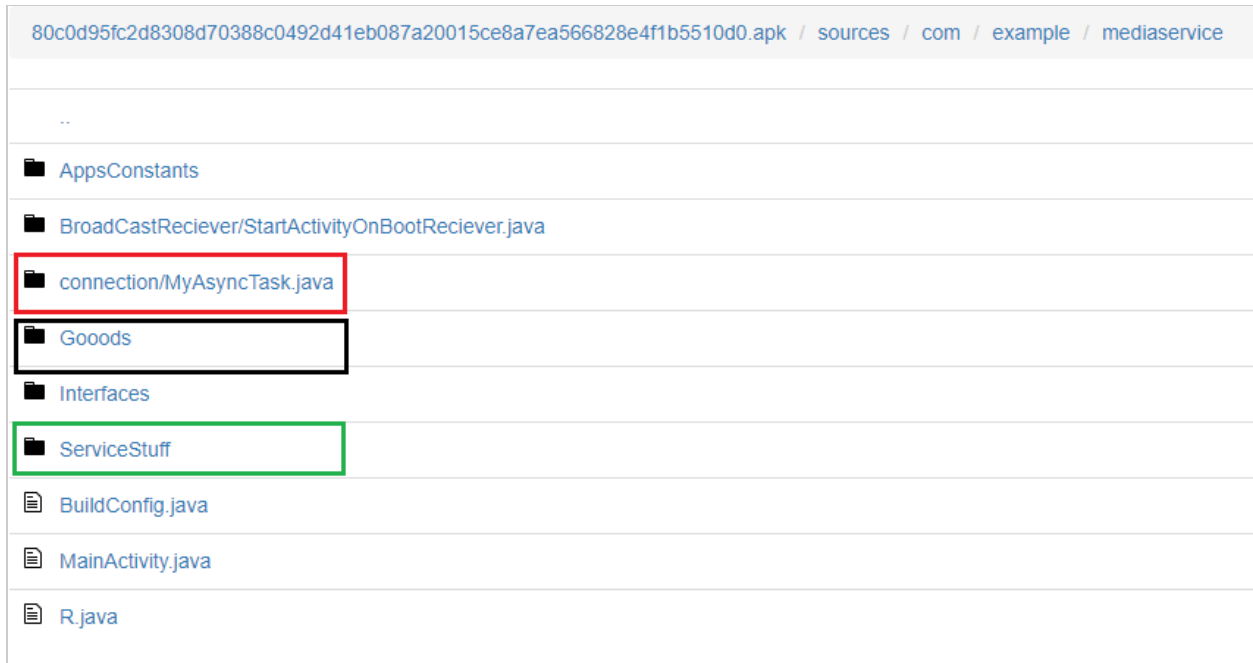 80c0d95fc2d8308d70388c0492d41eb087a20015ce8a7ea566828e4f1b5510d0.apk / sources / com / example / mediaservice
..
AppsConstants
BroadCastReciever/StartActivityOnBootReciever.java
connection/MyAsyncTask.java
Gooods
Interfaces
ServiceStuff
BuildConfig.java
MainActivity.java
R.java